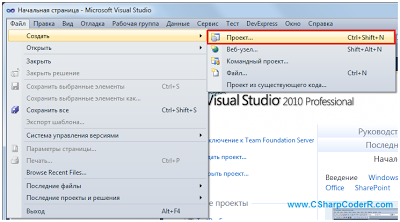 Начальная страница - Microsoft Visual Studio
Файл Правка Вид Отладка Рабочая группа Данные Сервис Тест DevExpress Окно Справка
Создать
Открыть
Закрыть
Закрыть решение
Сохранить выбранные элементы Ctrl+S
Сохранить выбранные элементы как...
Сохранить все Ctrl+Shift+S
Экспорт шаблона...
Система управления версиями
Параметры страницы...
Печать... Ctrl+P
Browse Recent Files...
Последние файлы
Последние проекты и решения
Выход Alt+F4
Проект... Ctrl+Shift+N
Веб-узел... Shift+Alt+N
Командный проект...
Файл... Ctrl+N
Проект из существующего кода...
Visual Studio 2010 Professional
ключение к Team Foundation Server
дать проект...
рыть проект...
Руководст
Последн
Начал
Введение Windows
Office SharePoint
www.CSharpCoderR.com